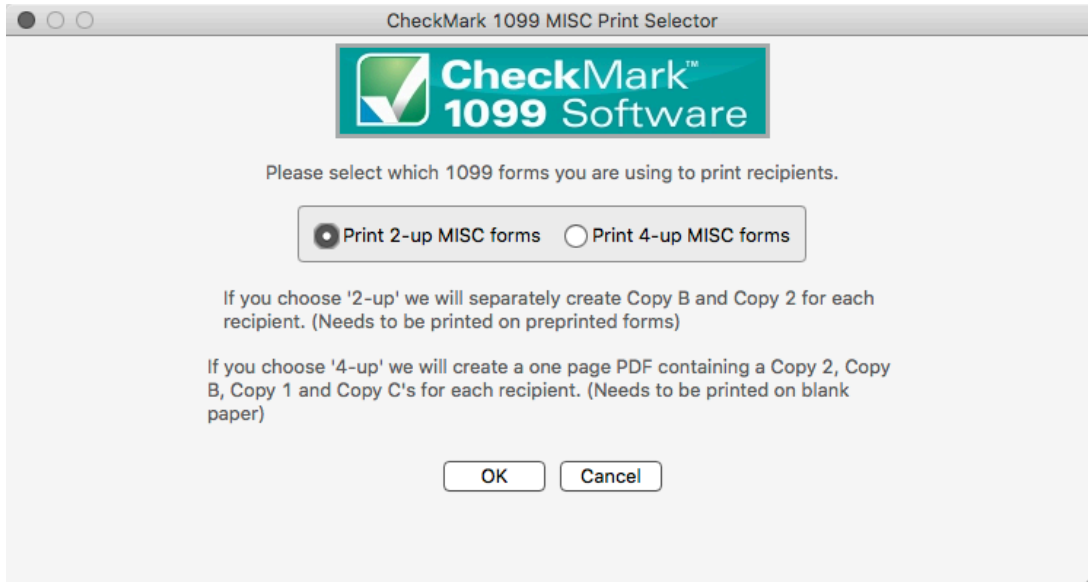 CheckMark 1099 MISC Print Selector
CheckMark™
1099 Software
Please select which 1099 forms you are using to print recipients.
Print 2-up MISC forms Print 4-up MISC forms
If you choose '2-up' we will separately create Copy B and Copy 2 for each
recipient. (Needs to be printed on preprinted forms)
If you choose '4-up' we will create a one page PDF containing a Copy 2, Copy
B, Copy 1 and Copy C's for each recipient. (Needs to be printed on blank
paper)
OK Cancel